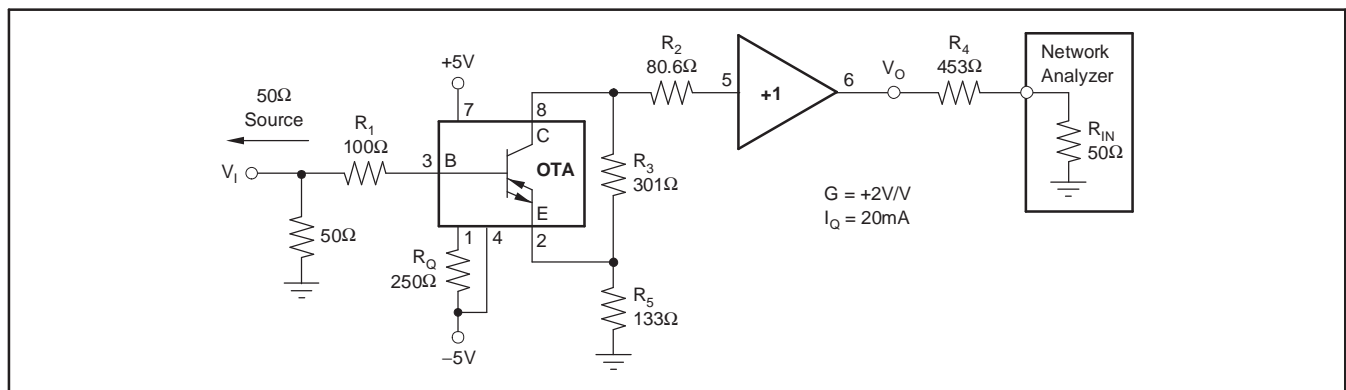 50Ω
Source
VI
R1
100Ω
50Ω
+5V
7
3
B
8
C
OTA
E
1
4
2
RQ
250Ω
−5V
R3
301Ω
R5
133Ω
R2
80.6Ω
5
+1
6
VO
R4
453Ω
G = +2V/V
IQ = 20mA
Network
Analyzer
RIN
50Ω